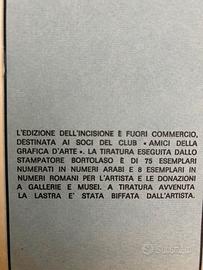 L'EDIZIONE DELL'INCISIONE È FUORI COMMERCIO,
DESTINATA AI SOCI DEL CLUB « AMICI DELLA
GRAFICA D'ARTE ». LA TIRATURA ESEGUITA DALLO
STAMPATORE BORTOLASO È DI 75 ESEMPLARI
NUMERATI IN NUMERI ARABI E 8 ESEMPLARI IN
NUMERI ROMANI PER L'ARTISTA E LE DONAZIONI
A GALLERIE E MUSEI. A TIRATURA AVVENUTA
LA LASTRA E' STATA BIFFATA DALL'ARTISTA.
subito